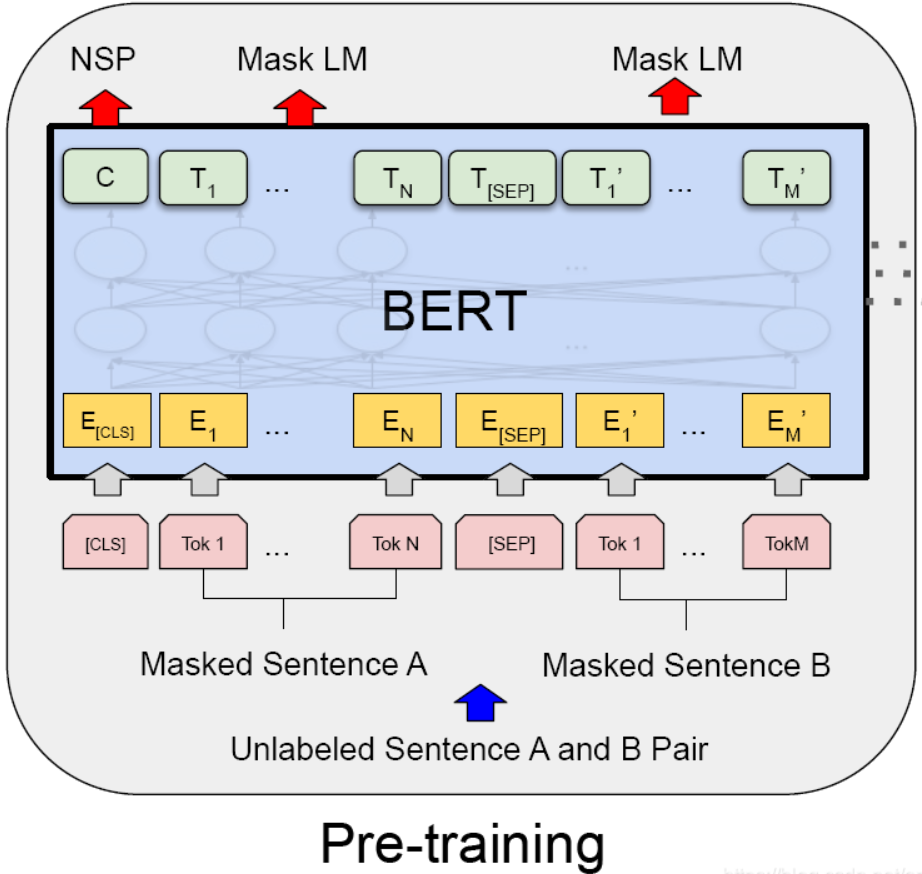 NSP Mask LM Mask LM
C T1 ... TN T[SEP] T1’ ... TM’
...
BERT
...
E[CLS] E1 ... EN E[SEP] E1’ ... EM’
[CLS] Tok 1 ... Tok N [SEP] Tok 1 ... TokM
Masked Sentence A Masked Sentence B
Unlabeled Sentence A and B Pair
Pre-training